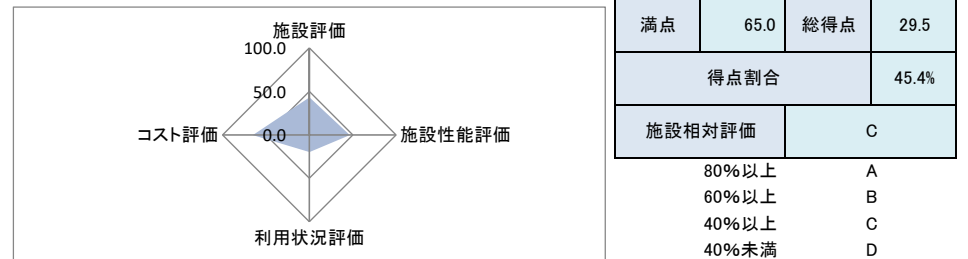 施設評価
100.0
50.0
コスト評価
0.0
施設性能評価
利用状況評価
満点 65.0 総得点 29.5
得点割合 45.4%
施設相対評価 C
80%以上 A
60%以上 B
40%以上 C
40%未満 D